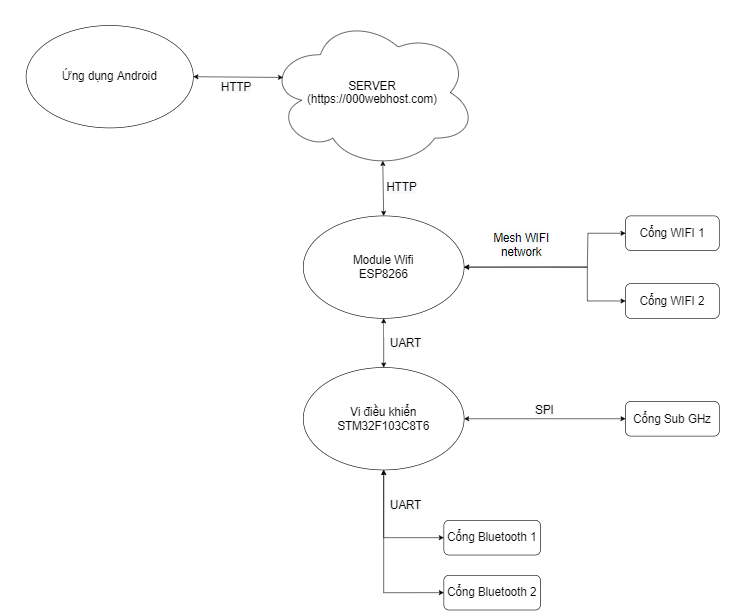 Ứng dụng Android
HTTP
SERVER
(https://000webhost.com)
HTTP
Module Wifi
ESP8266
Mesh WIFI
network
Cổng WIFI 1
Cổng WIFI 2
UART
Vi điều khiển
STM32F103C8T6
SPI
Cổng Sub GHz
UART
Cổng Bluetooth 1
Cổng Bluetooth 2